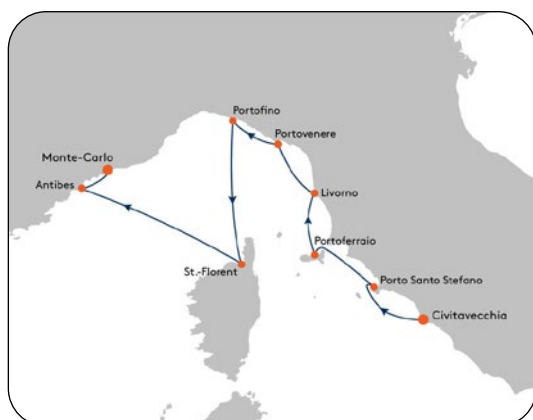 Portofino
Portovenere
Monte-Carlo
Antibes
Livorno
Portoferraio
St.-Florent
Porto Santo Stefano
Civitavecchia